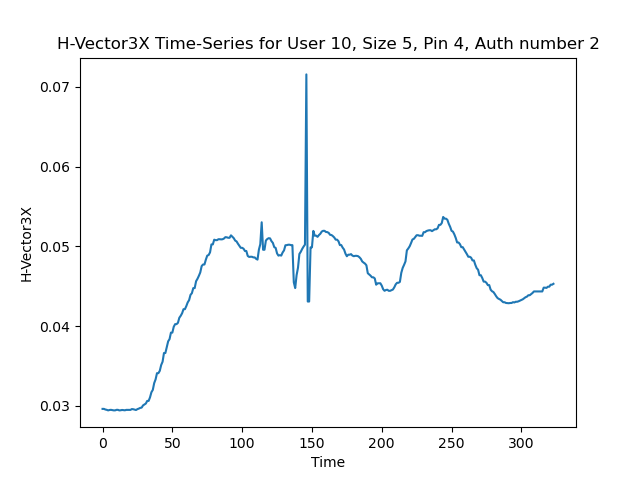 H-Vector3X Time-Series for User 10, Size 5, Pin 4, Auth number 2
0.07
0.06
0.05
0.04
0.03
H-Vector3X
0 50 100 150 200 250 300
Time